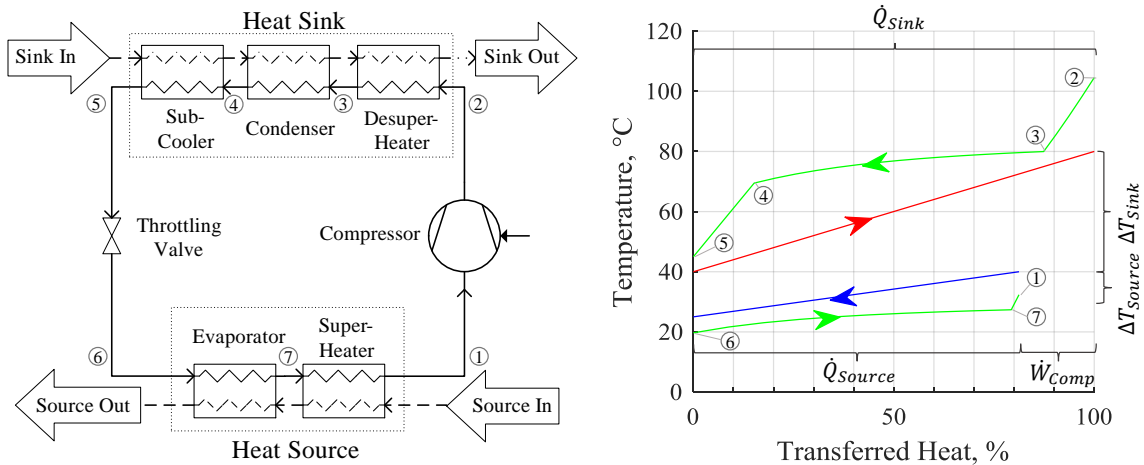 Heat Sink
Sink In
Sink Out
⑤
④
③
②
Sub-
Cooler
Condenser
Desuper-
Heater
Throttling
Valve
Compressor
Evaporator
Super-
Heater
⑥
⑦
①
Source Out
Source In
Heat Source
Q̇Sink
120
100
80
60
40
20
0
Temperature, °C
②
③
④
⑤
①
⑦
⑥
ΔTSource ΔTSink
Q̇Source
ẆComp
0
50
100
Transferred Heat, %